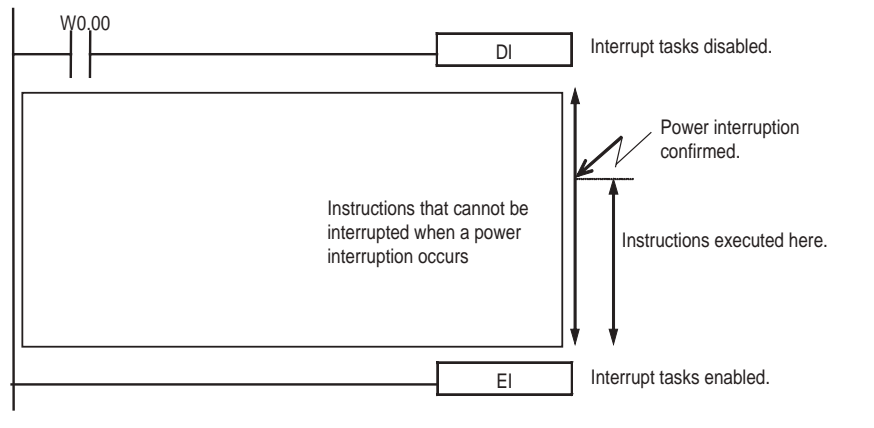 W0.00
DI
Interrupt tasks disabled.
Power interruption
confirmed.
Instructions that cannot be
interrupted when a power
interruption occurs
Instructions executed here.
EI
Interrupt tasks enabled.